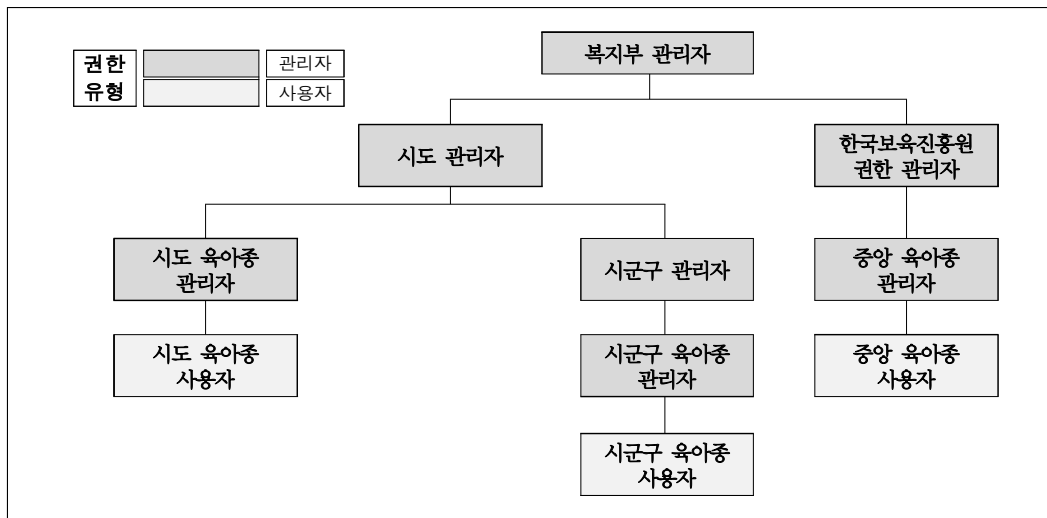 복지부 관리자
권한
유형
관리자
사용자
시도 관리자
한국보육진흥원
권한 관리자
시도 육아종
관리자
시군구 관리자
중앙 육아종
관리자
시도 육아종
사용자
시군구 육아종
관리자
중앙 육아종
사용자
시군구 육아종
사용자